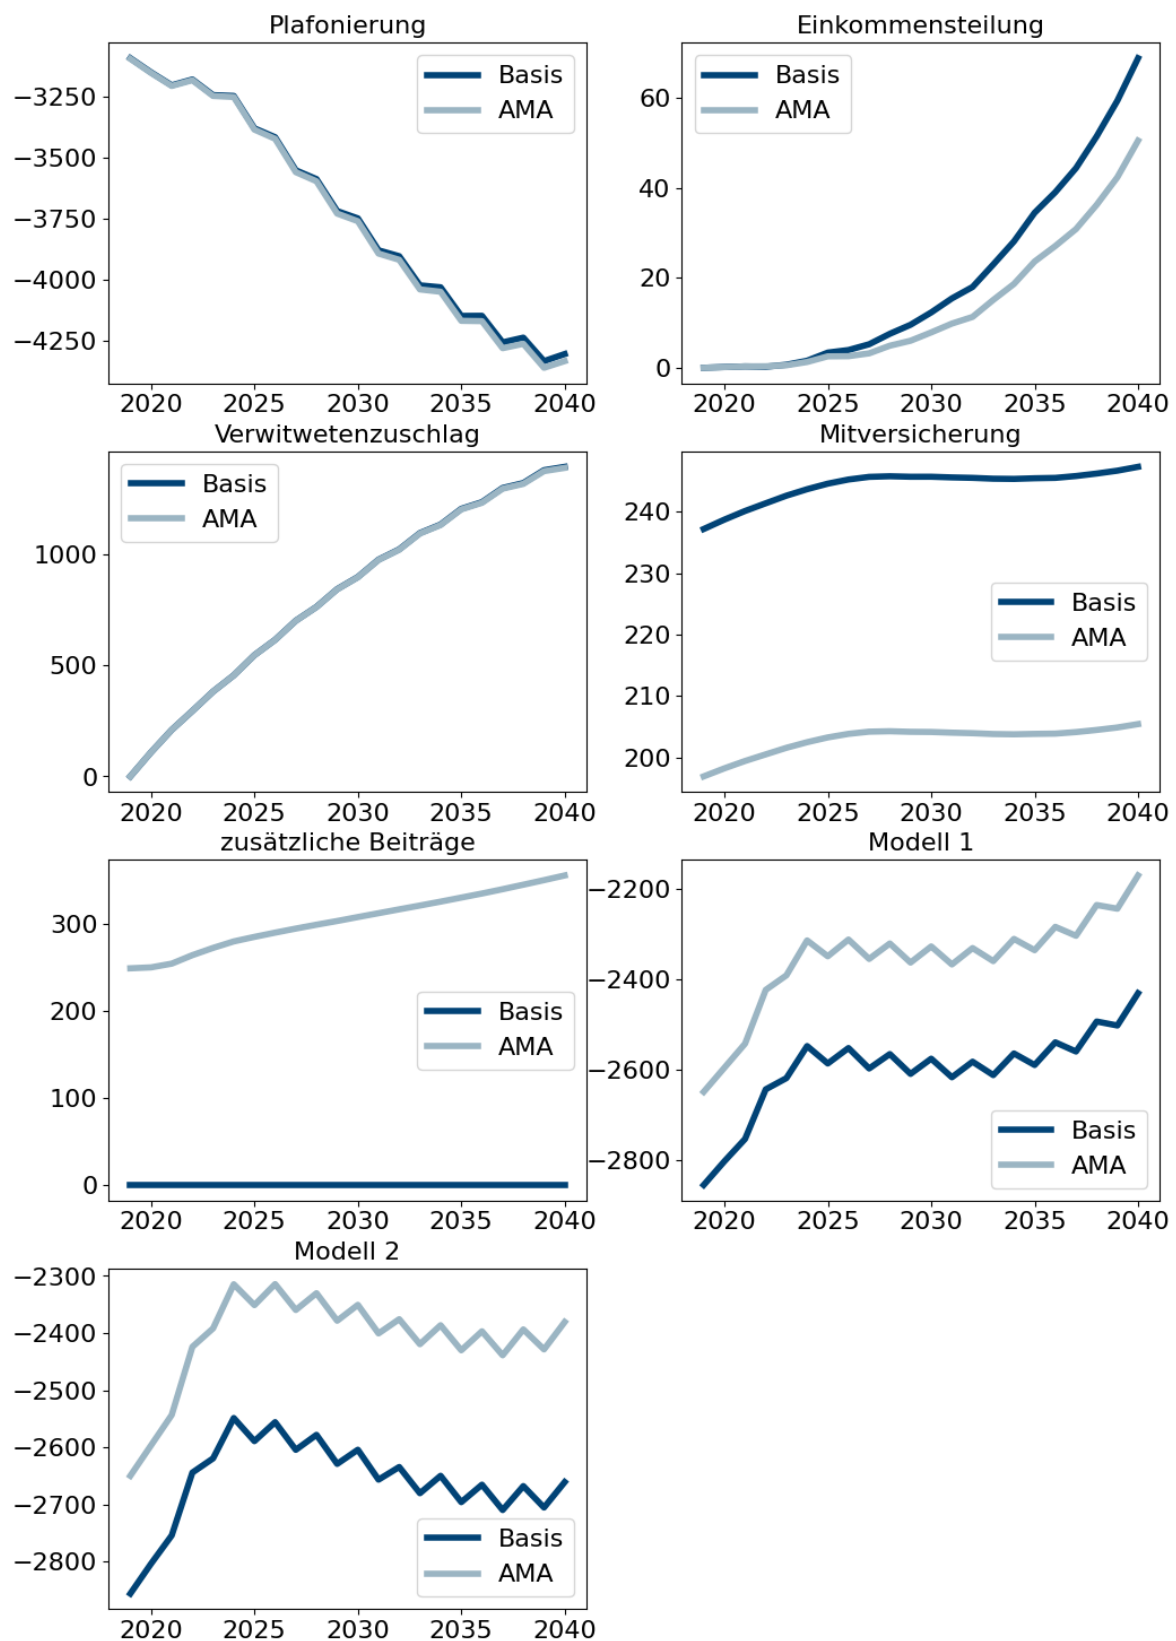 Plafonierung
Basis
AMA
−3250
−3500
−3750
−4000
−4250
2020 2025 2030 2035 2040
Einkommensteilung
Basis
AMA
60
40
20
0
2020 2025 2030 2035 2040
Verwitwetenzuschlag
Basis
AMA
1000
500
0
2020 2025 2030 2035 2040
Mitversicherung
240
230
220
210
200
Basis
AMA
2020 2025 2030 2035 2040
zusätzliche Beiträge
300
200
100
0
Basis
AMA
2020 2025 2030 2035 2040
Modell 1
−2200
−2400
−2600
−2800
Basis
AMA
2020 2025 2030 2035 2040
Modell 2
−2300
−2400
−2500
−2600
−2700
−2800
Basis
AMA
2020 2025 2030 2035 2040